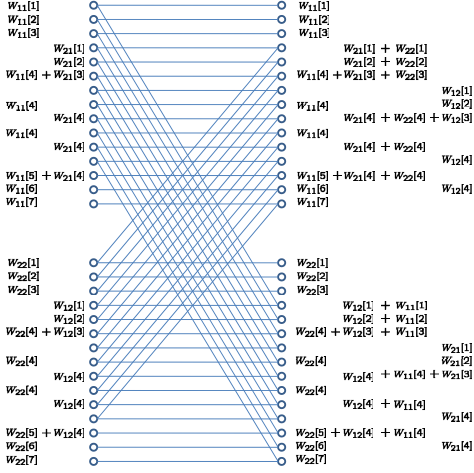 W₁₁[1] W₁₁[1]
W₁₁[2] W₁₁[2]
W₁₁[3] W₁₁[3]
W₂₁[1] W₂₁[1] + W₂₂[1]
W₂₁[2] W₂₁[2] + W₂₂[2]
W₁₁[4] + W₂₁[3] W₁₁[4] + W₂₁[3] + W₂₂[3]
W₁₂[1]
W₁₁[4] W₁₁[4] W₁₂[2]
W₂₁[4] W₂₁[4] + W₂₂[4] + W₁₂[3]
W₁₁[4] W₁₁[4]
W₂₁[4] W₂₁[4] + W₂₂[4]
W₁₂[4]
W₁₁[5] + W₂₁[4] W₁₁[5] + W₂₁[4] + W₂₂[4]
W₁₁[6] W₁₁[6] W₁₂[4]
W₁₁[7] W₁₁[7]
W₂₂[1] W₂₂[1]
W₂₂[2] W₂₂[2]
W₂₂[3] W₂₂[3]
W₁₂[1] W₁₂[1] + W₁₁[1]
W₁₂[2] W₁₂[2] + W₁₁[2]
W₂₂[4] + W₁₂[3] W₂₂[4] + W₁₂[3] + W₁₁[3]
W₂₁[1]
W₂₂[4] W₂₂[4] W₂₁[2]
W₁₂[4] W₁₂[4] + W₁₁[4] + W₂₁[3]
W₂₂[4] W₂₂[4]
W₁₂[4] W₁₂[4] + W₁₁[4]
W₂₁[4]
W₂₂[5] + W₁₂[4] W₂₂[5] + W₁₂[4] + W₁₁[4]
W₂₂[6] W₂₂[6] W₂₁[4]
W₂₂[7] W₂₂[7]